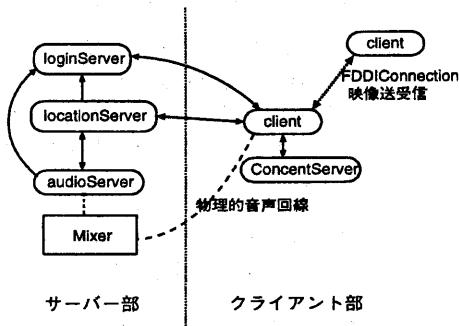 loginServer
client
FDDIConnection
映像送受信
locationServer
client
ConcentServer
audioServer
物理的音声回線
Mixer
サーバー部
クライアント部